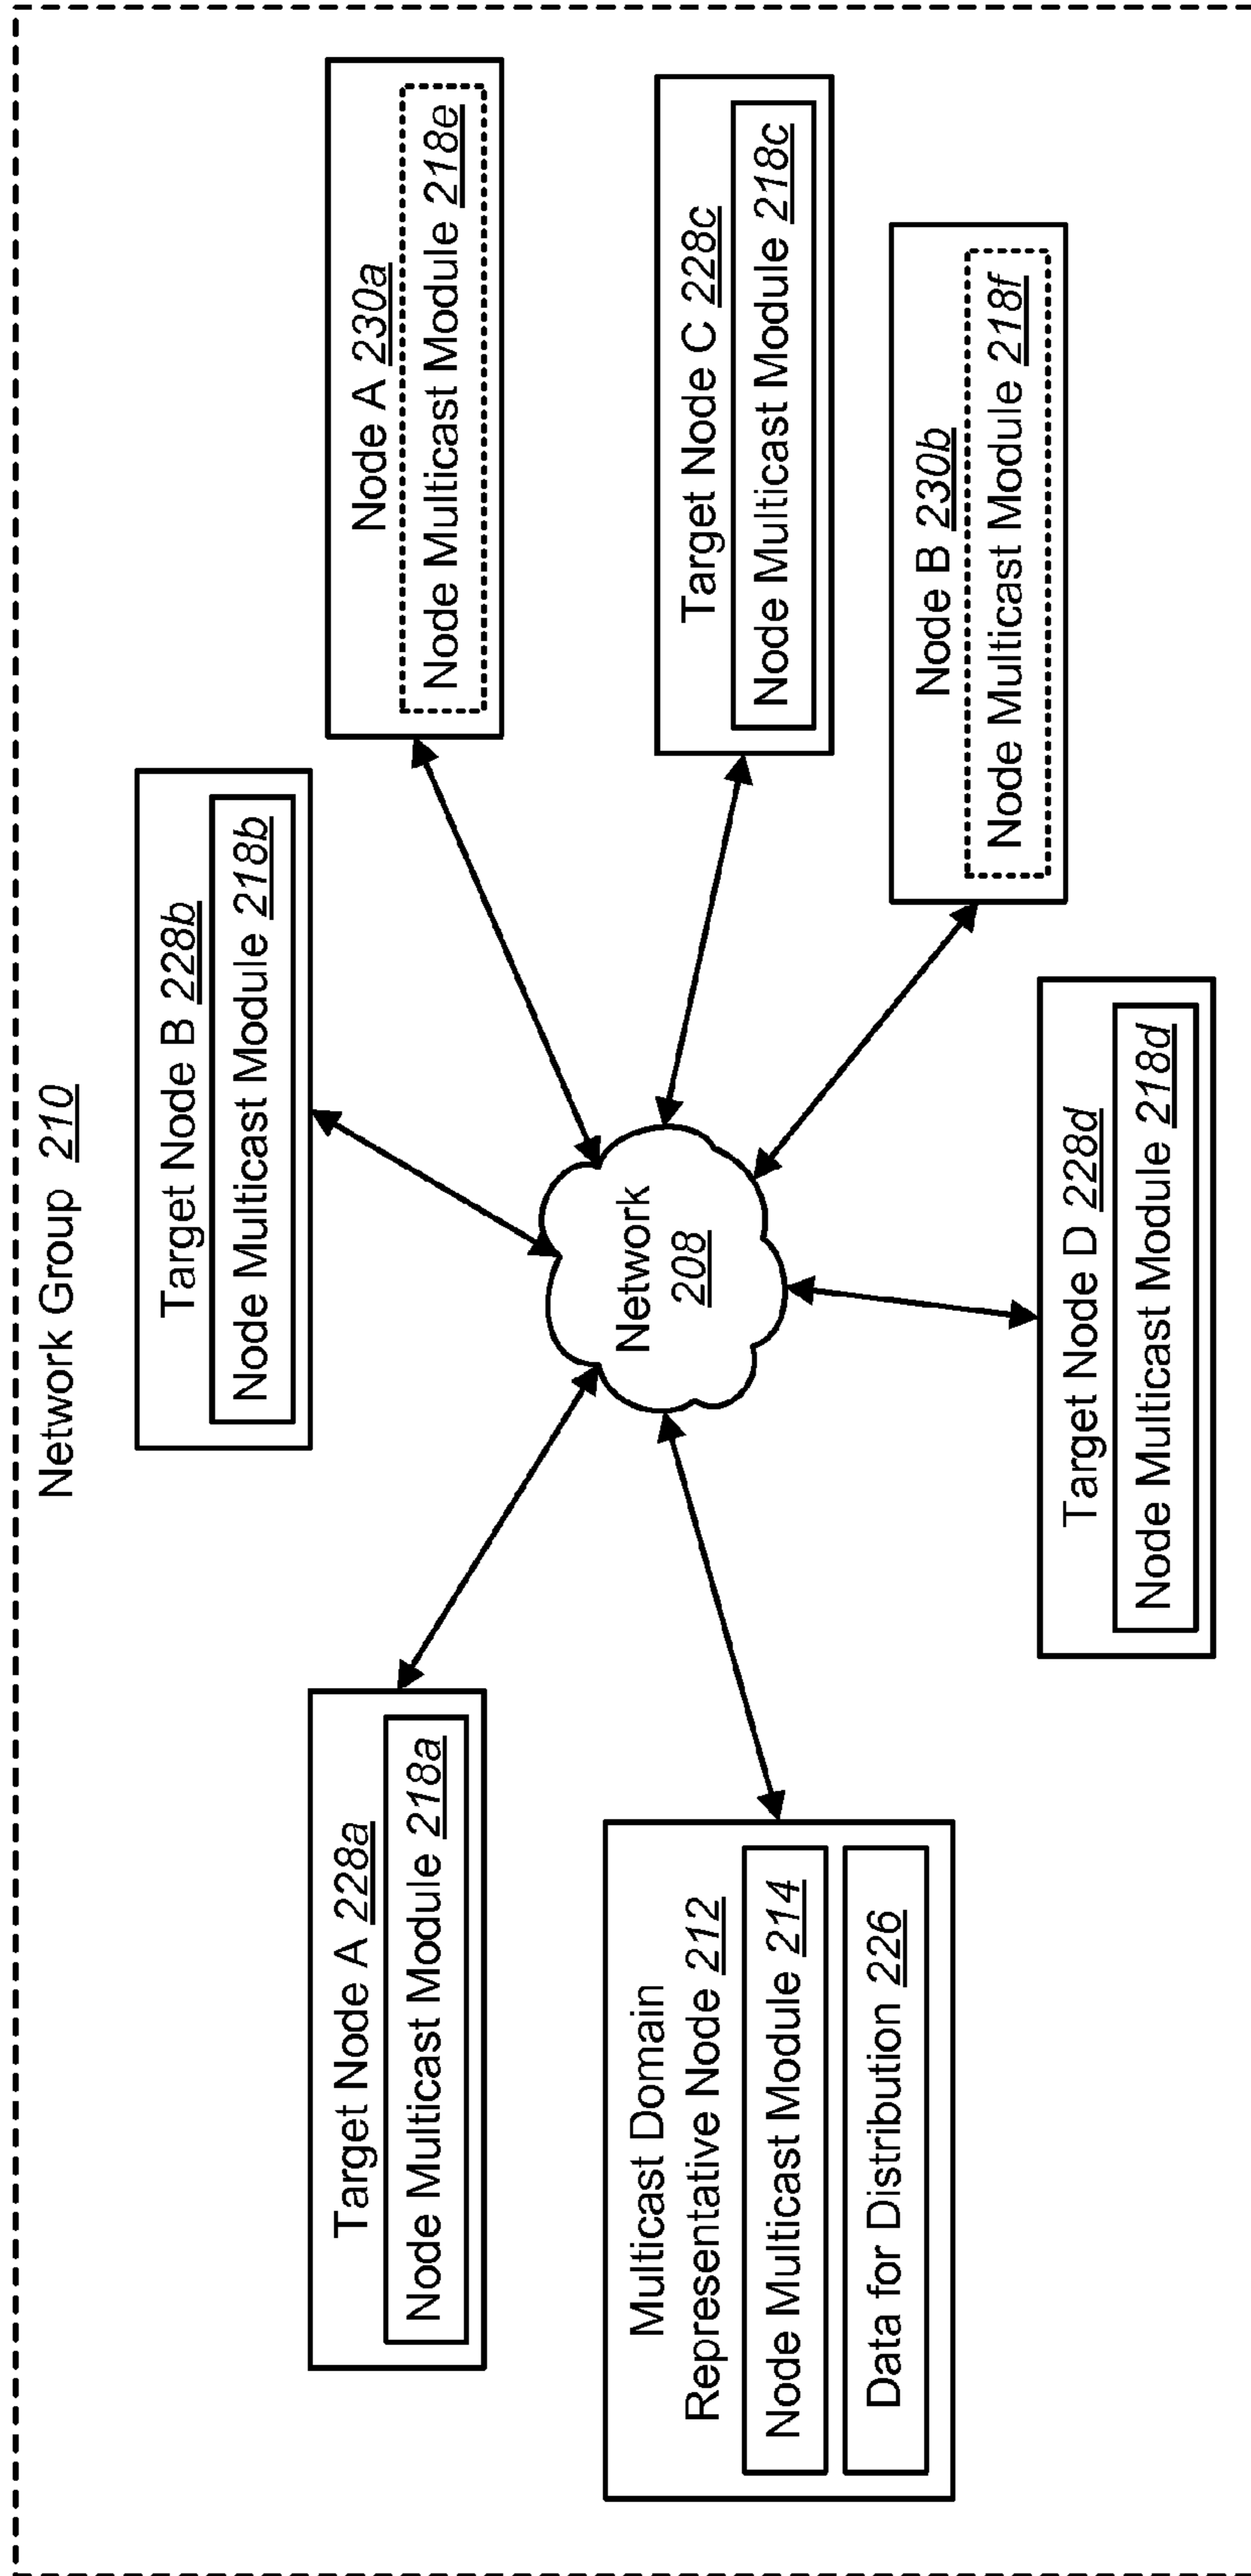 Network Group 210
Target Node B 228b
Node Multicast Module 218b
Target Node A 228a
Node Multicast Module 218a
Node A 230a
Node Multicast Module 218e
Multicast Domain
Representative Node 212
Node Multicast Module 214
Data for Distribution 226
Network
208
Target Node C 228c
Node Multicast Module 218c
Node B 230b
Node Multicast Module 218f
Target Node D 228d
Node Multicast Module 218d